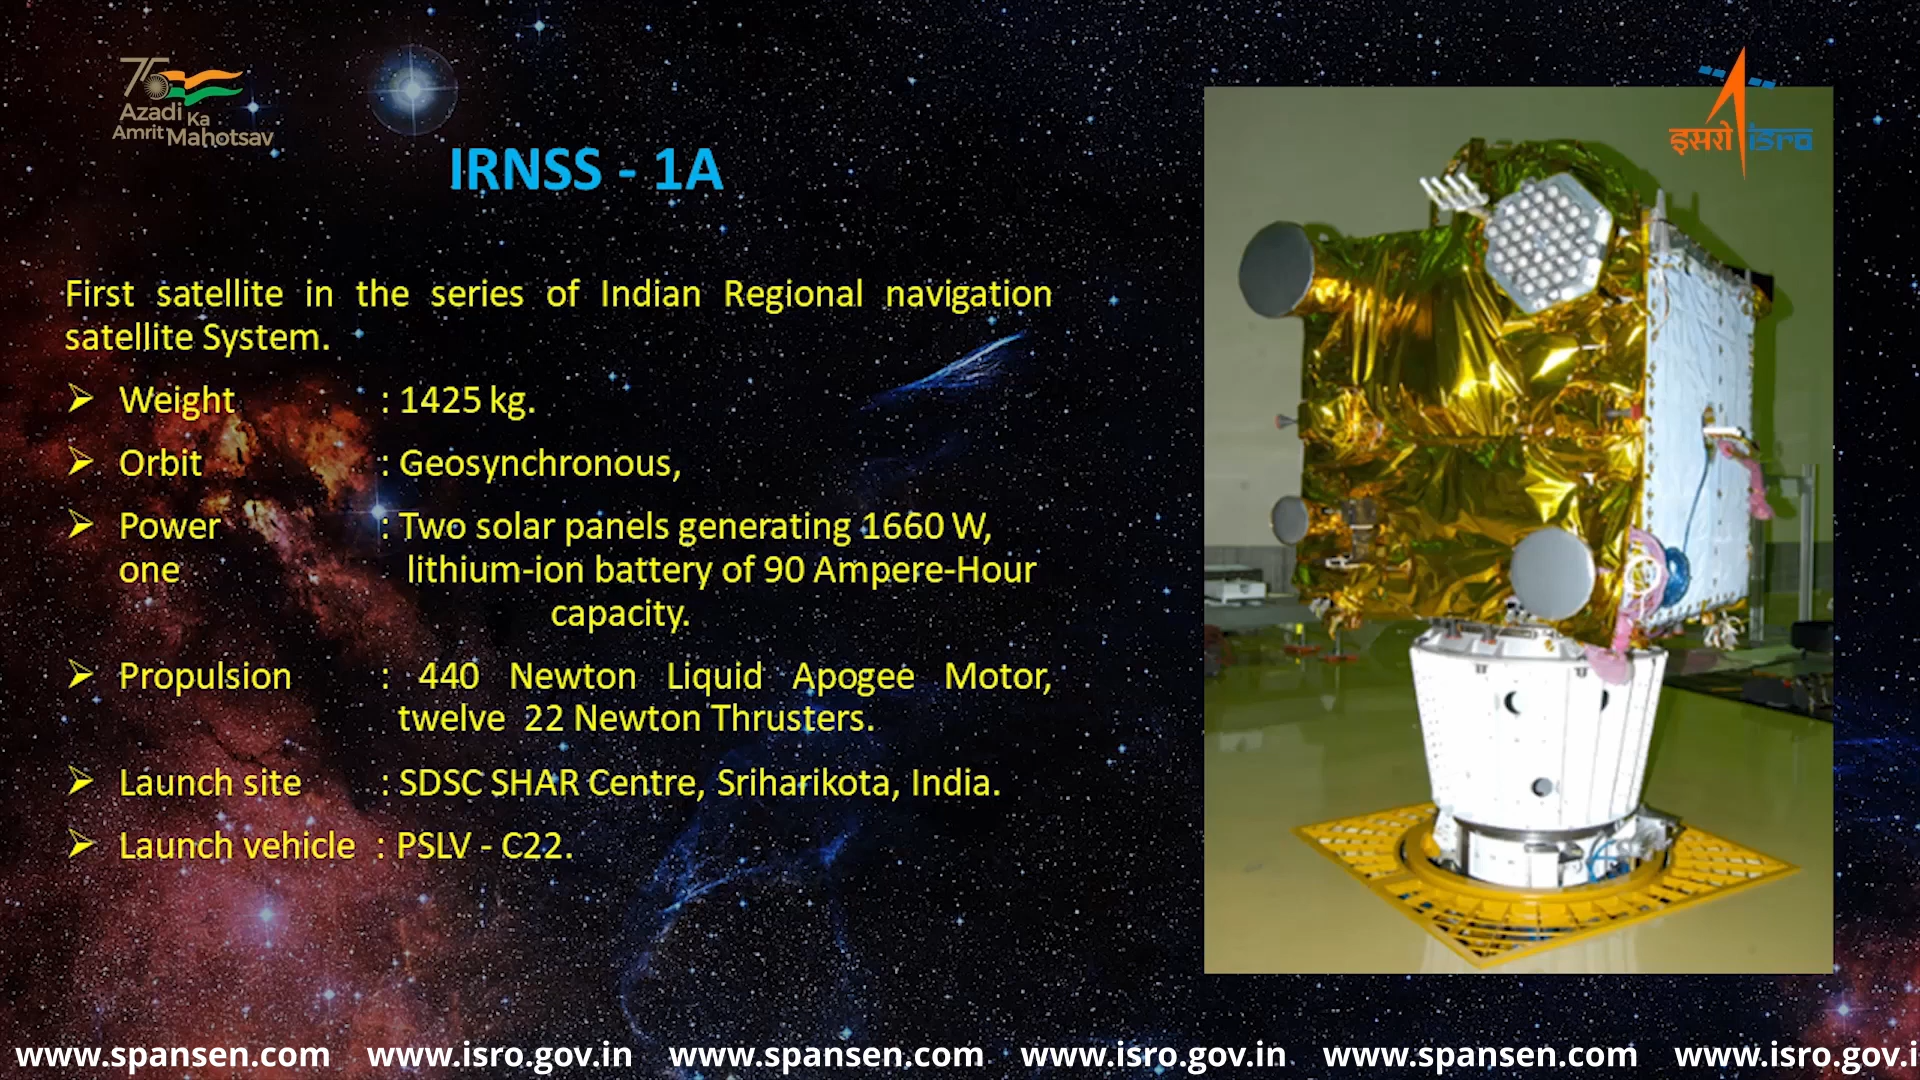 75
Azadi Ka
Amrit Mahotsav
इसरो isro
IRNSS - 1A
First satellite in the series of Indian Regional navigation
satellite System.
➢ Weight : 1425 kg.
➢ Orbit : Geosynchronous,
➢ Power : Two solar panels generating 1660 W,
one lithium-ion battery of 90 Ampere-Hour
capacity.
➢ Propulsion : 440 Newton Liquid Apogee Motor,
twelve 22 Newton Thrusters.
➢ Launch site : SDSC SHAR Centre, Sriharikota, India.
➢ Launch vehicle : PSLV - C22.
www.spansen.com www.isro.gov.in www.spansen.com www.isro.gov.in www.spansen.com www.isro.gov.i